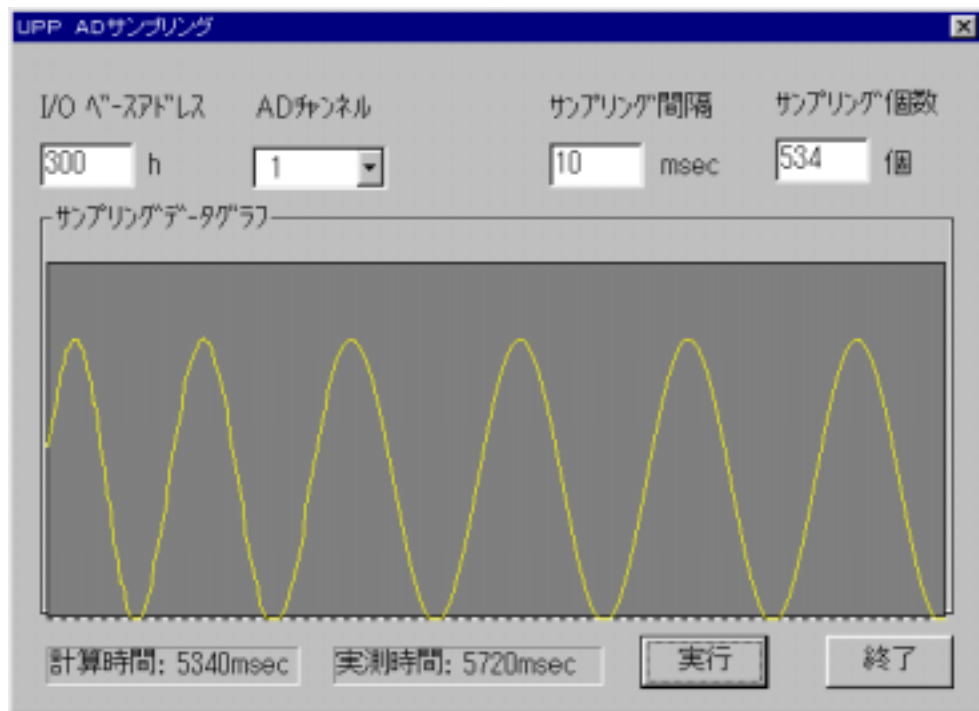 UPP ADサンプリング
I/O ベースアドレス
ADチャンネル
サンプリング間隔
サンプリング個数
300 h
1
10 msec
534 個
サンプリングデータグラフ
計算時間: 5340msec
実測時間: 5720msec
実行
終了